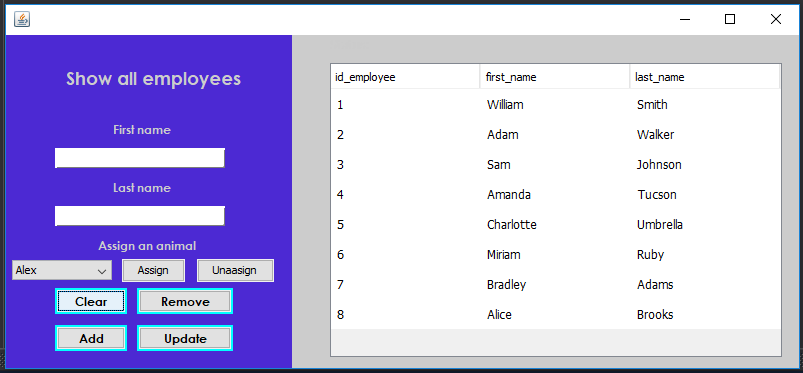 Show all employees
First name
Last name
Assign an animal
Alex Assign Unaasign
Clear Remove
Add Update
id_employee first_name last_name
1 William Smith
2 Adam Walker
3 Sam Johnson
4 Amanda Tucson
5 Charlotte Umbrella
6 Miriam Ruby
7 Bradley Adams
8 Alice Brooks